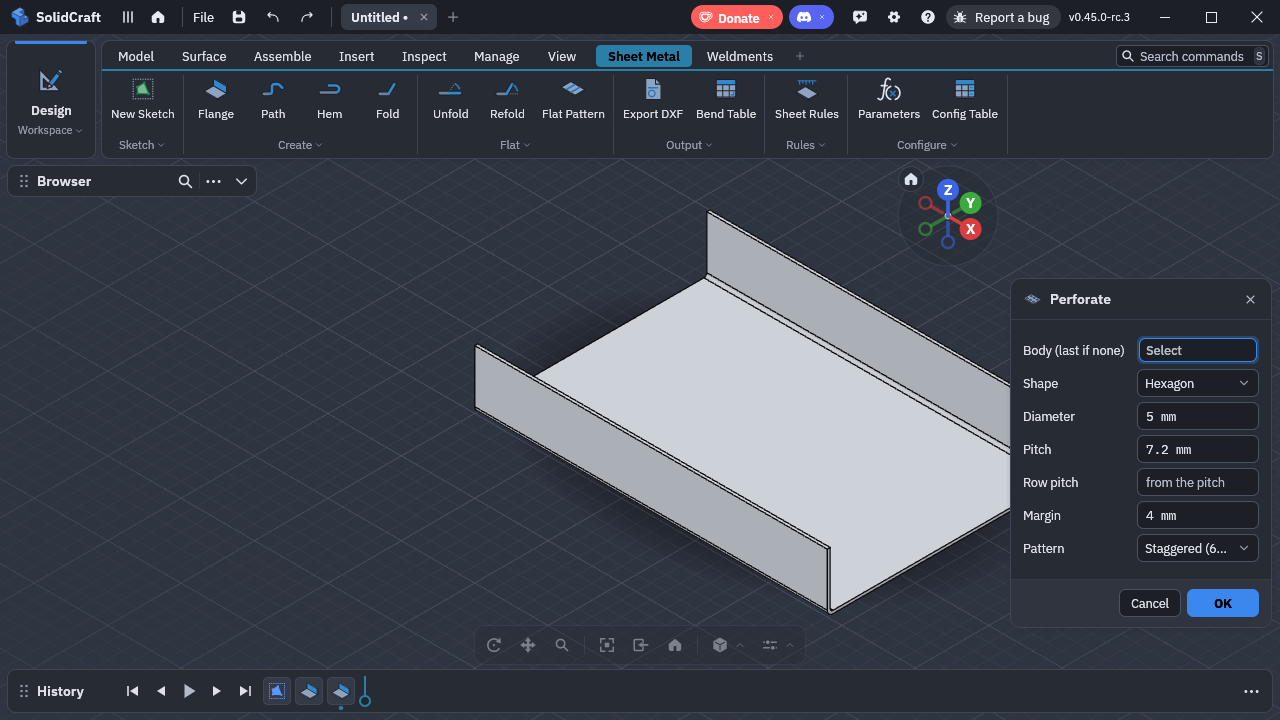 SolidCraft
File
Untitled •
Donate
Report a bug
v0.45.0-rc.3
Design
Workspace
Model
Surface
Assemble
Insert
Inspect
Manage
View
Sheet Metal
Weldments
Search commands
S
New Sketch
Flange
Path
Hem
Fold
Unfold
Refold
Flat Pattern
Export DXF
Bend Table
Sheet Rules
Parameters
Config Table
Sketch
Create
Flat
Output
Rules
Configure
Browser
Z
Y
X
Perforate
Body (last if none)
Select
Shape
Hexagon
Diameter
5 mm
Pitch
7.2 mm
Row pitch
from the pitch
Margin
4 mm
Pattern
Staggered (6...
Cancel
OK
History